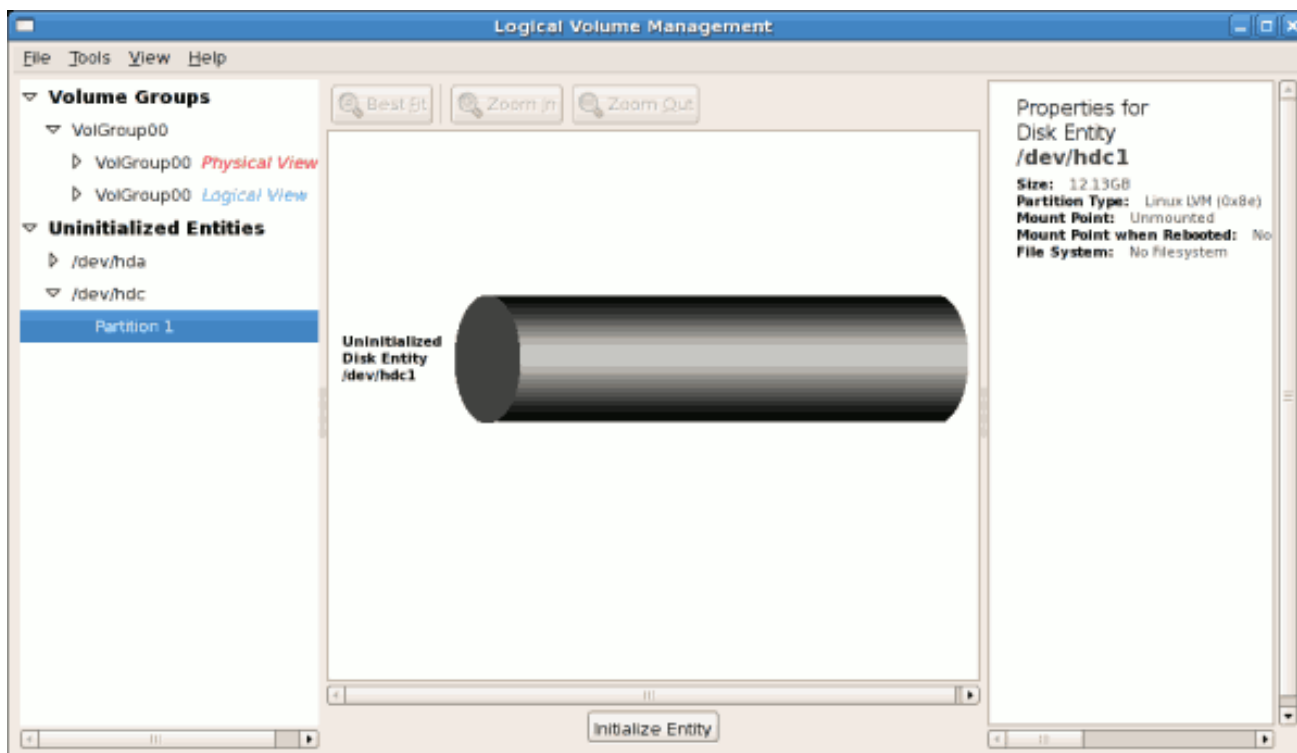 Logical Volume Management
File Tools View Help
Volume Groups
VolGroup00
VolGroup00 Physical View
VolGroup00 Logical View
Uninitialized Entities
/dev/hda
/dev/hdc
Partition 1
Best Fit Zoom In Zoom Out
Uninitialized
Disk Entity
/dev/hdc1
Initialize Entity
Properties for
Disk Entity
/dev/hdc1
Size: 12.13GB
Partition Type: Linux LVM (0x8e)
Mount Point: Unmounted
Mount Point when Rebooted: No
File System: No filesystem